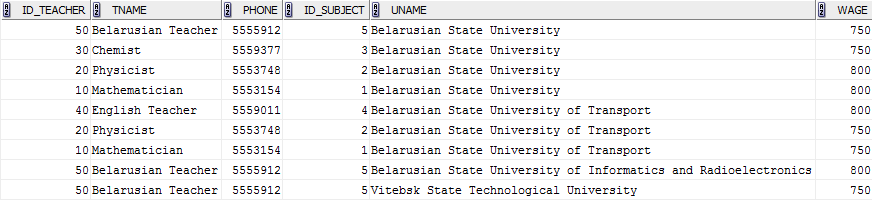 ID_TEACHER TNAME PHONE ID_SUBJECT UNAME WAGE
50 Belarusian Teacher 5555912 5 Belarusian State University 750
30 Chemist 5559377 3 Belarusian State University 750
20 Physicist 5553748 2 Belarusian State University 800
10 Mathematician 5553154 1 Belarusian State University 800
40 English Teacher 5559011 4 Belarusian State University of Transport 800
20 Physicist 5553748 2 Belarusian State University of Transport 750
10 Mathematician 5553154 1 Belarusian State University of Transport 750
50 Belarusian Teacher 5555912 5 Belarusian State University of Informatics and Radioelectronics 800
50 Belarusian Teacher 5555912 5 Vitebsk State Technological University 750